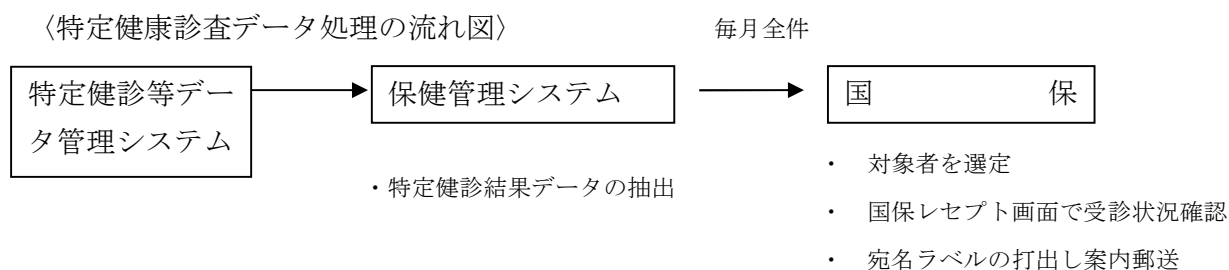 〈特定健康診査データ処理の流れ図〉
毎月全件
特定健診等デー
タ管理システム
保健管理システム
国 保
・特定健診結果データの抽出
・ 対象者を選定
・ 国保レセプト画面で受診状況確認
・ 宛名ラベルの打出し案内郵送